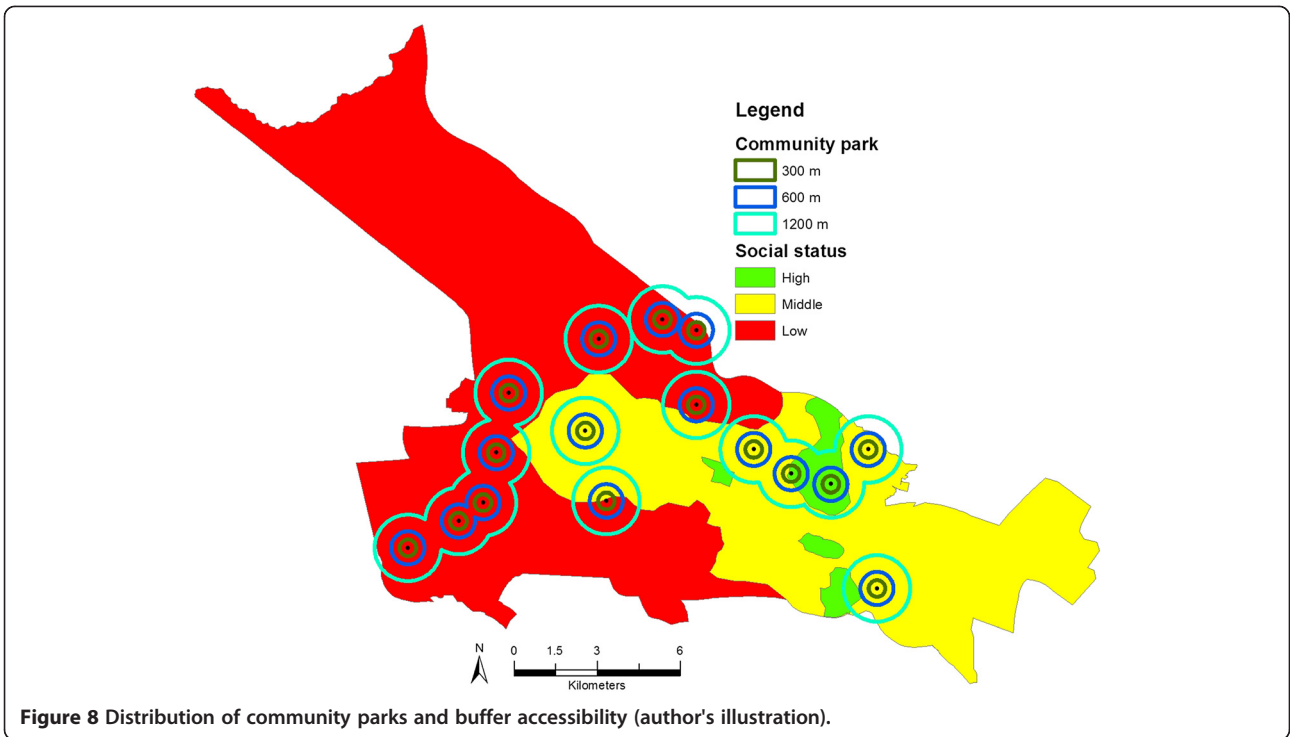 Legend
Community park
300 m
600 m
1200 m
Social status
High
Middle
Low
N
0 1.5 3 6
Kilometers
Figure 8 Distribution of community parks and buffer accessibility (author's illustration).